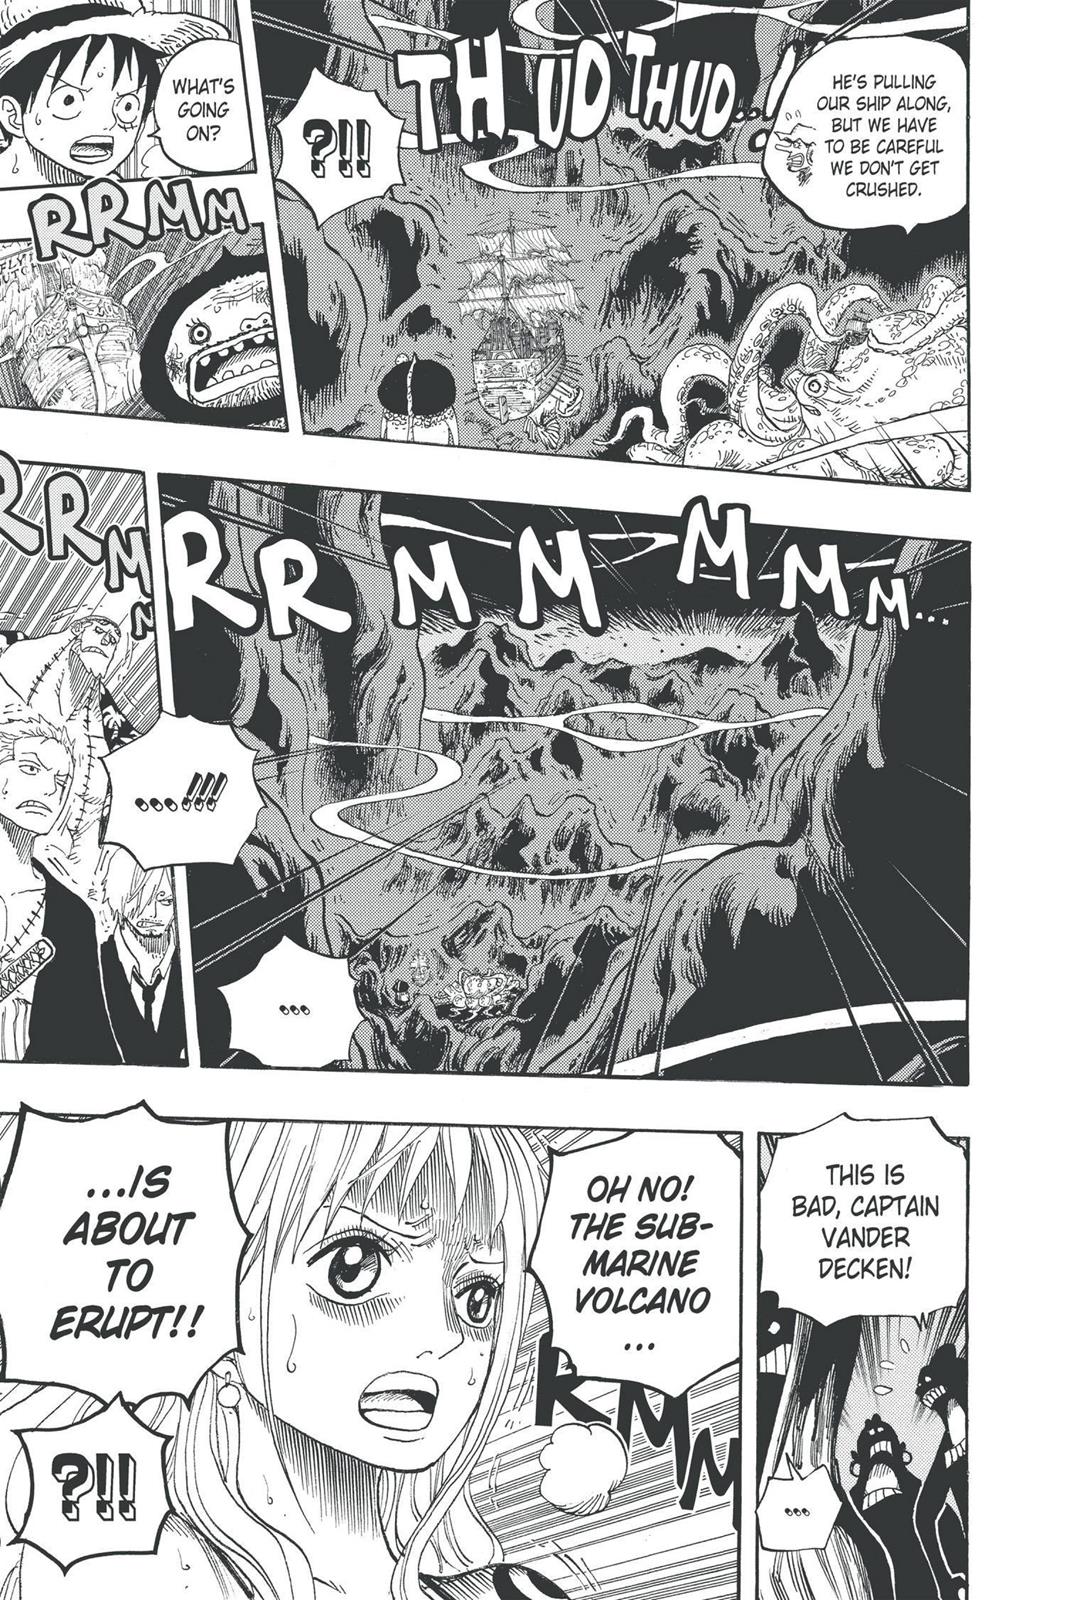 HE'S PULLING
OUR SHIP ALONG,
BUT WE HAVE
TO BE CAREFUL
WE DON'T GET
CRUSHED.
THUD THUD...!
?!!
WHAT'S
GOING
ON?
RRMM
RRMMMMM...
RRMM
...!!!
...
THIS IS
BAD, CAPTAIN
VANDER
DECKEN!
...
OH NO!
THE SUB-
MARINE
VOLCANO
...
RMM
...IS
ABOUT
TO
ERUPT!!
?!!